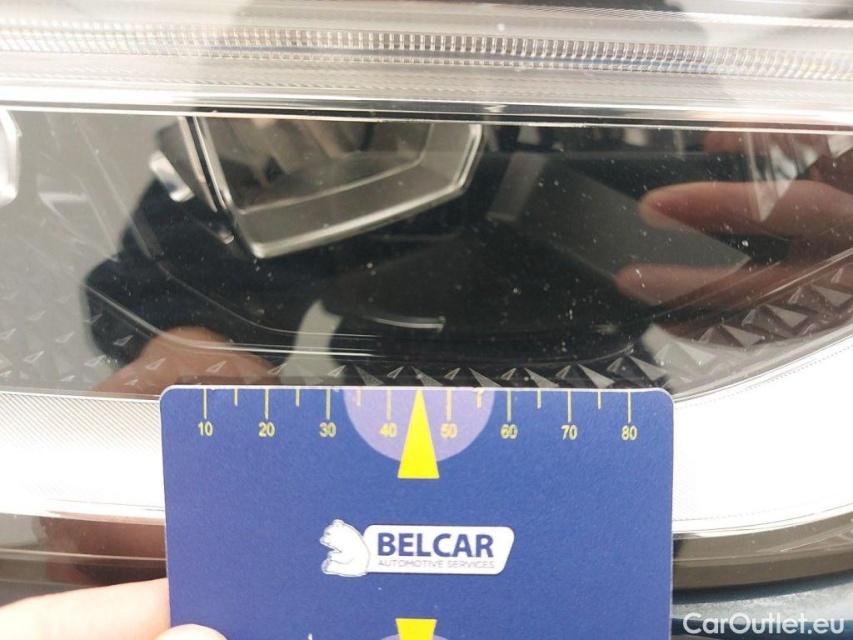 10 20 30 40 50 60 70 80
BELCAR
AUTOMOTIVE SERVICES
CarOutlet.eu